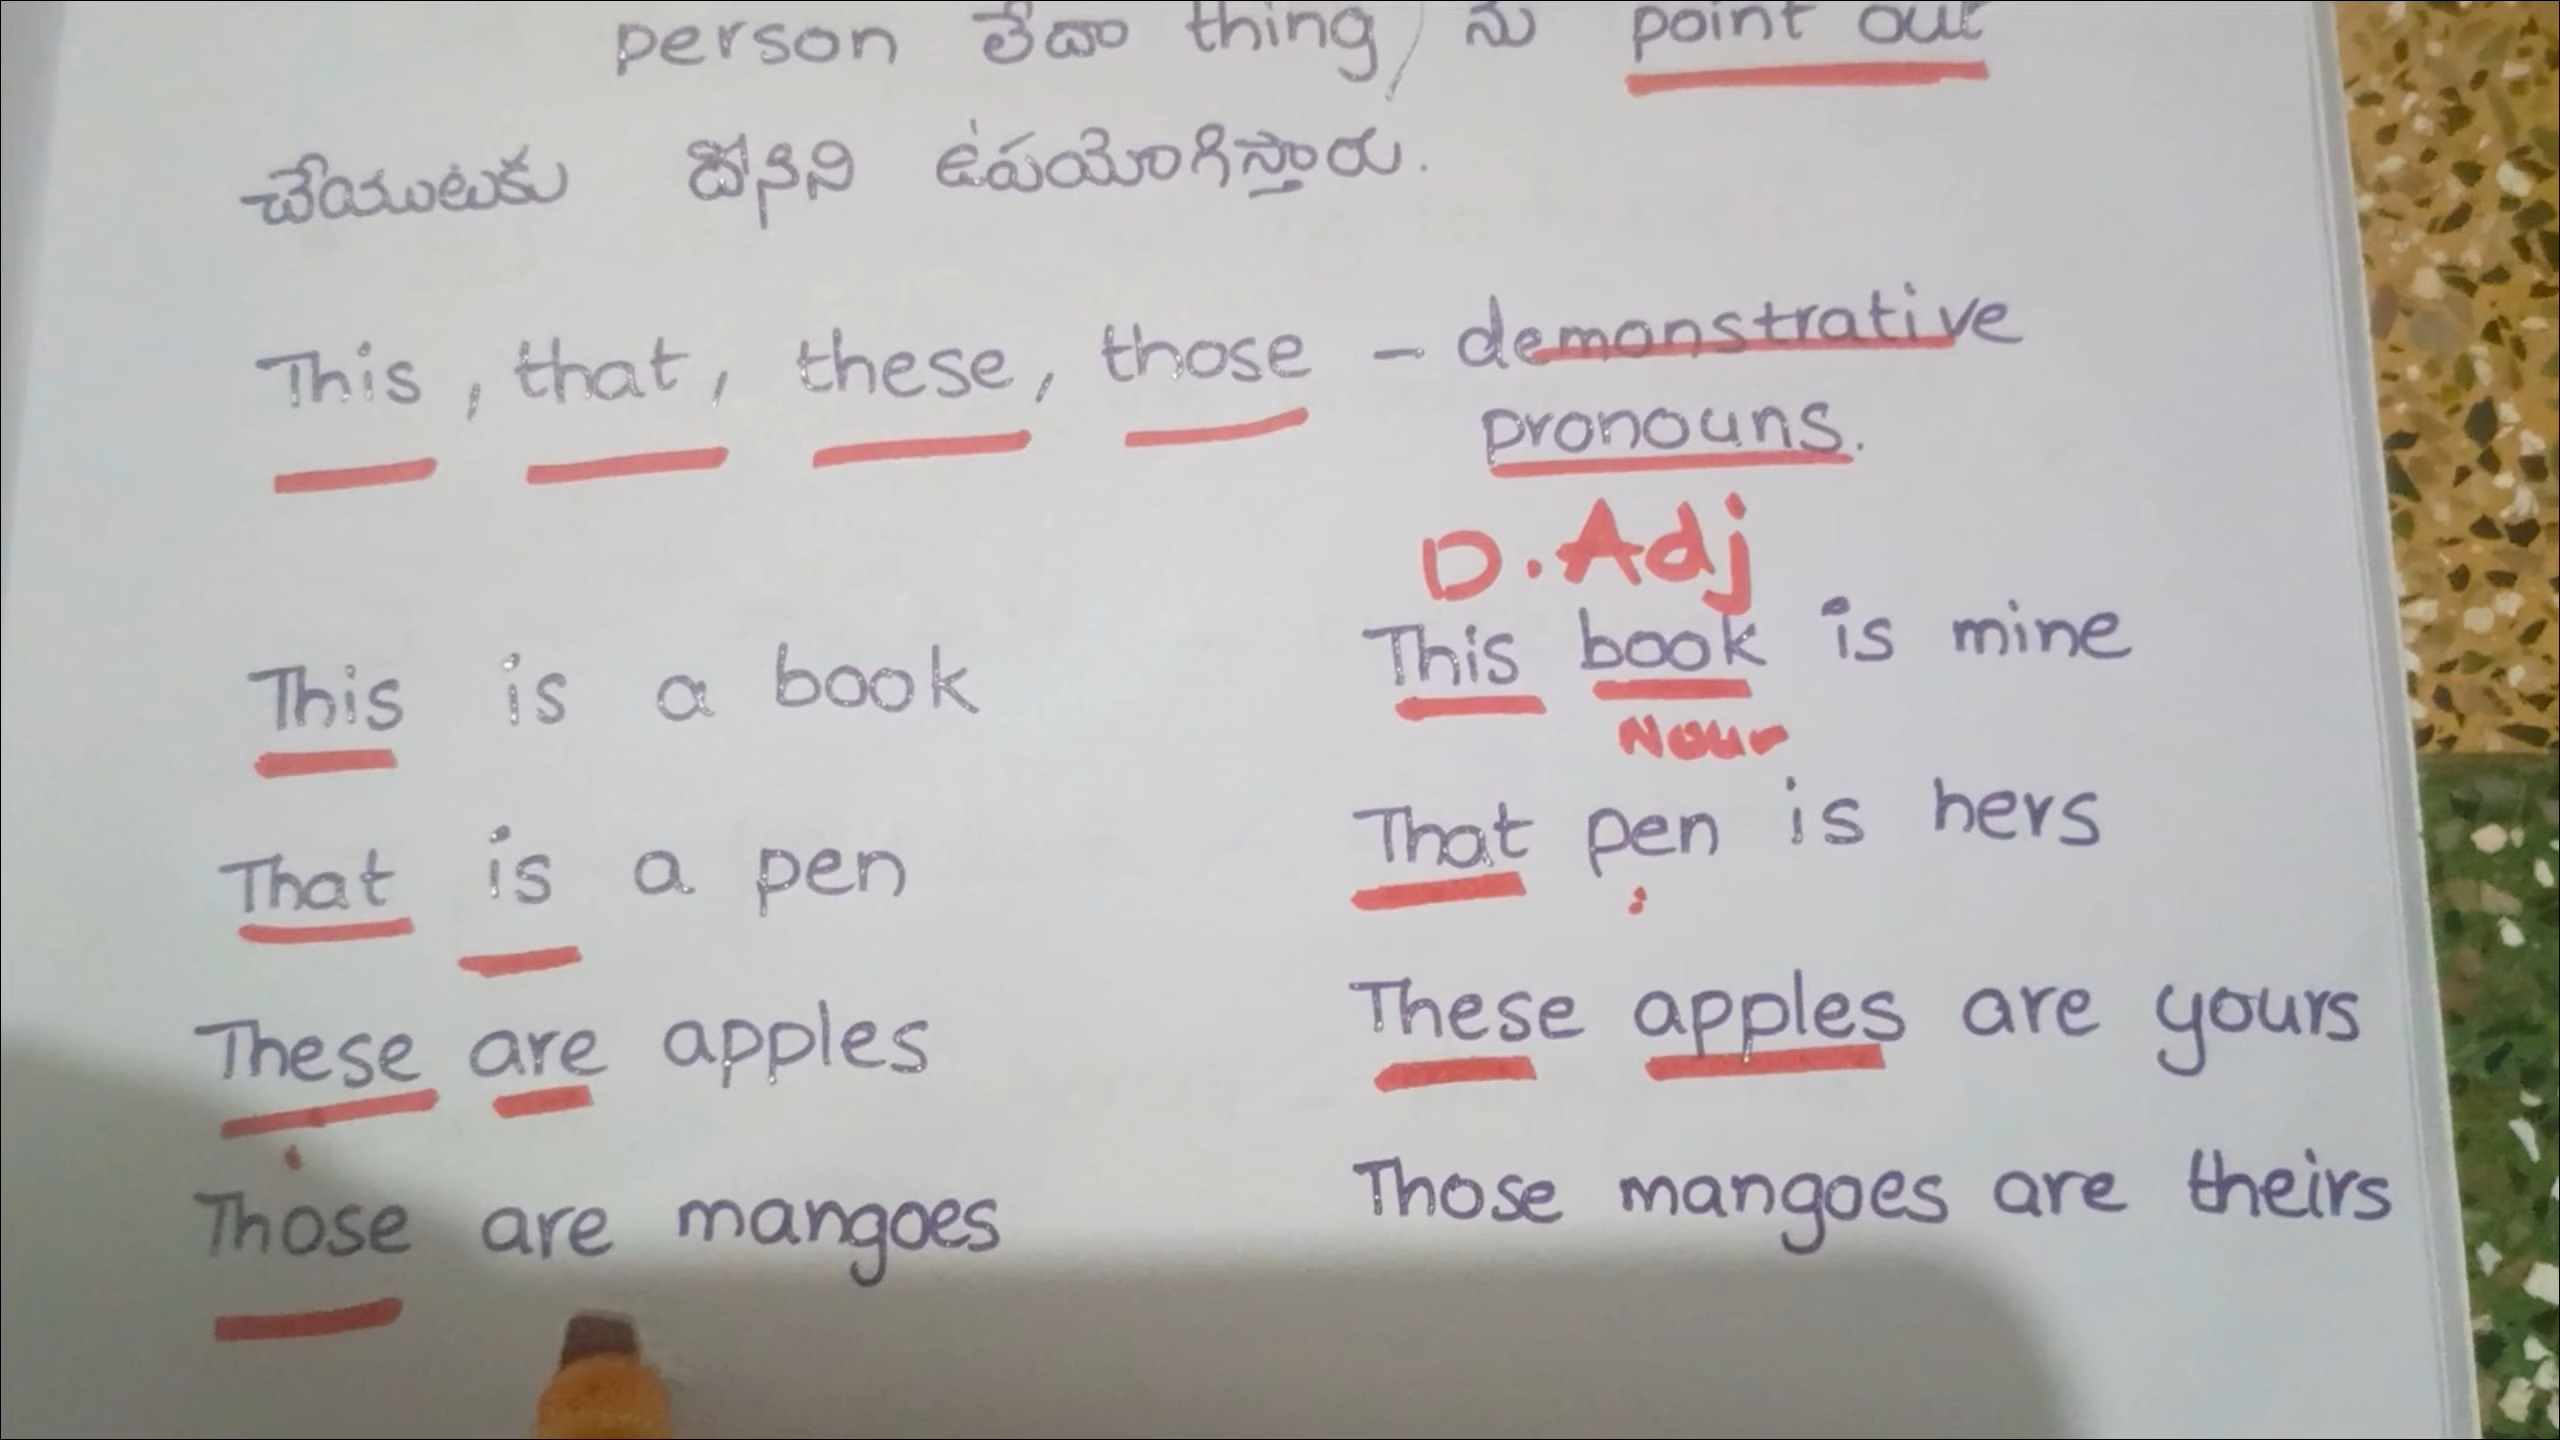 person లేదా thing) ను point out
చేయుటకు దీనిని ఉపయోగిస్తారు.
This, that, these, those - demonstrative
pronouns.
D. Adj
This is a book
This book is mine
Noun
That is a pen
That pen is hers
These are apples
These apples are yours
Those are mangoes
Those mangoes are theirs